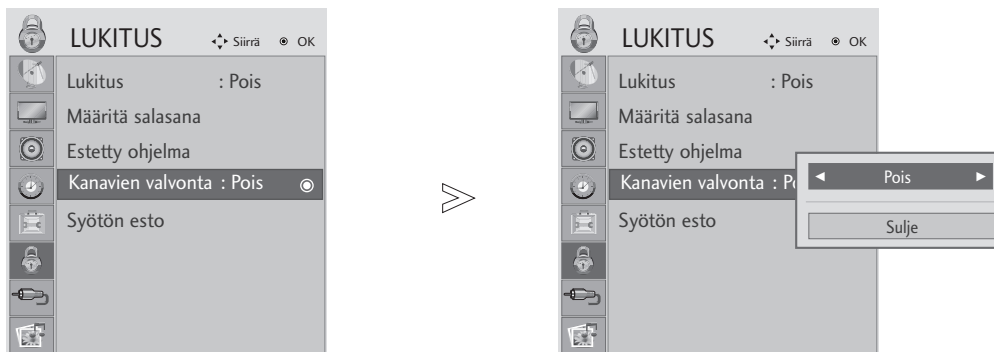 LUKITUS Siirrä OK
Lukitus : Pois
Määritä salasana
Estetty ohjelma
Kanavien valvonta : Pois
Syötön esto
LUKITUS Siirrä OK
Lukitus : Pois
Määritä salasana
Estetty ohjelma
Kanavien valvonta : P
◄ Pois ►
Syötön esto
Sulje